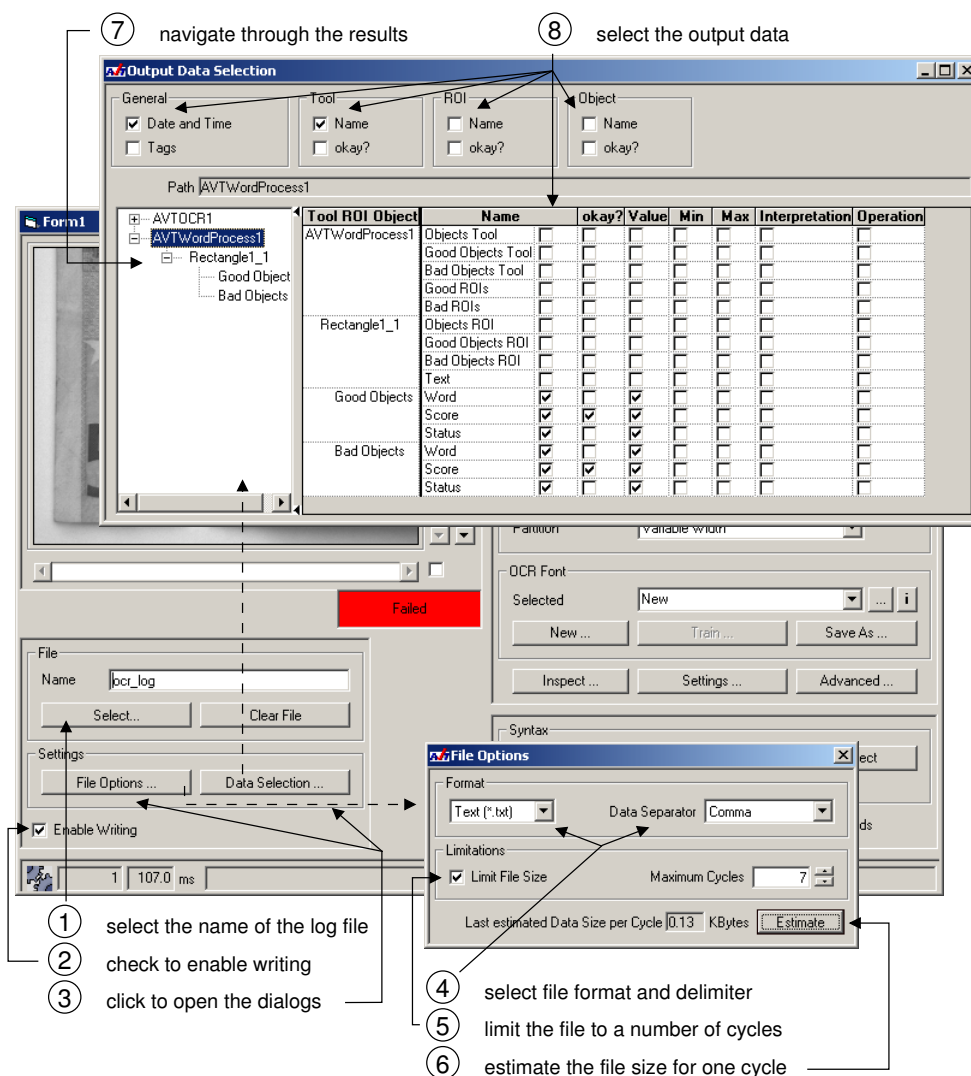 7 navigate through the results
8 select the output data
Output Data Selection
General
Tool
ROI
Object
Date and Time
Name
Name
Name
Tags
okay?
okay?
okay?
Path AVTWordProcess1
Form1
AVTOCR1
AVTWordProcess1
Rectangle1_1
Good Object
Bad Objects
Tool ROI Object Name okay? Value Min Max Interpretation Operation
AVTWordProcess1 Objects Tool
Good Objects Tool
Bad Objects Tool
Good ROIs
Bad ROIs
Rectangle1_1 Objects ROI
Good Objects ROI
Bad Objects ROI
Text
Good Objects Word
Score
Status
Bad Objects Word
Score
Status
Partition Variable Width
OCR Font
Selected New ... i
New ... Train ... Save As ...
Inspect ... Settings ... Advanced ...
Failed
File
Name ocr_log
Select... Clear File
Settings
File Options ... Data Selection ...
Enable Writing
1 107.0 ms
Syntax
ect
ds
File Options
Format
Text (*.txt) Data Separator Comma
Limitations
Limit File Size Maximum Cycles 7
Last estimated Data Size per Cycle 0.13 KBytes Estimate
1 select the name of the log file
2 check to enable writing
3 click to open the dialogs
4 select file format and delimiter
5 limit the file to a number of cycles
6 estimate the file size for one cycle